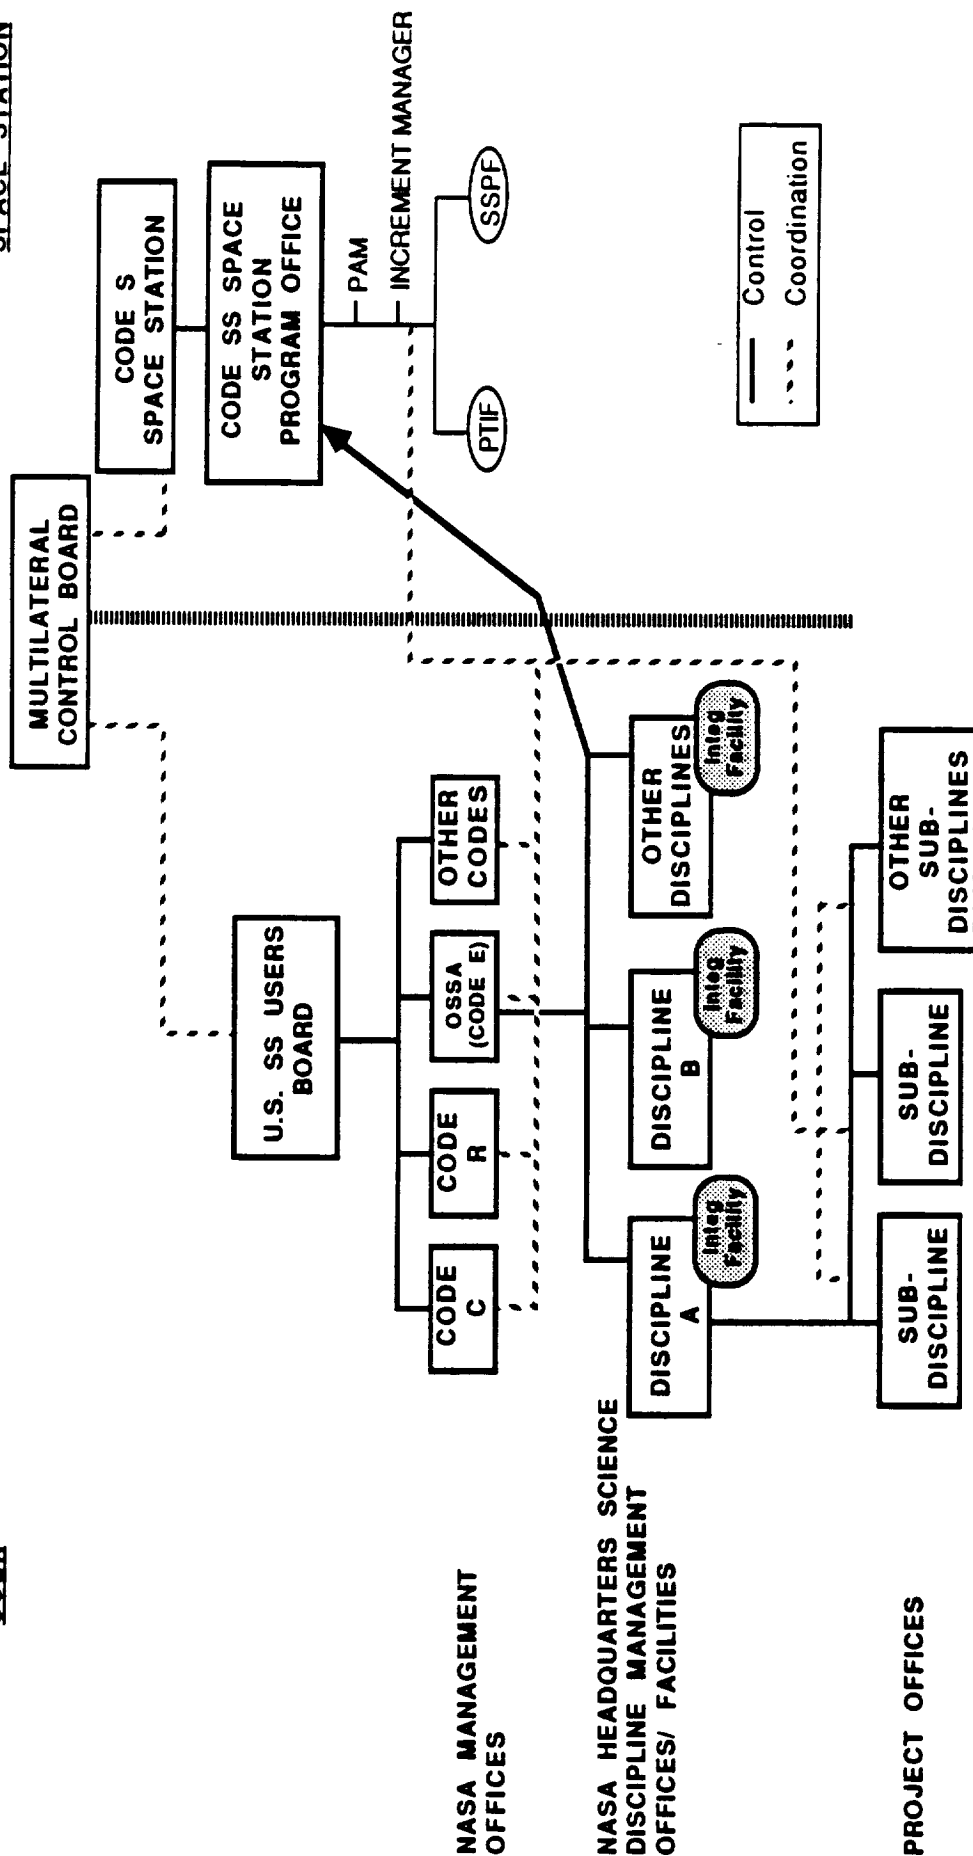 SPACE STATION
MULTILATERAL
CONTROL BOARD
CODE S
SPACE STATION
CODE SS SPACE
STATION
PROGRAM OFFICE
PAM
INCREMENT MANAGER
PTIF
SSPF
U.S. SS USERS
BOARD
NASA MANAGEMENT
OFFICES
CODE
C
CODE
R
OSSA
(CODE E)
OTHER
CODES
NASA HEADQUARTERS SCIENCE
DISCIPLINE MANAGEMENT
OFFICES/ FACILITIES
DISCIPLINE
A
Integ
Facility
DISCIPLINE
B
Integ
Facility
OTHER
DISCIPLINES
Integ
Facility
Control
Coordination
PROJECT OFFICES
SUB-
DISCIPLINE
SUB-
DISCIPLINE
OTHER
SUB-
DISCIPLINES